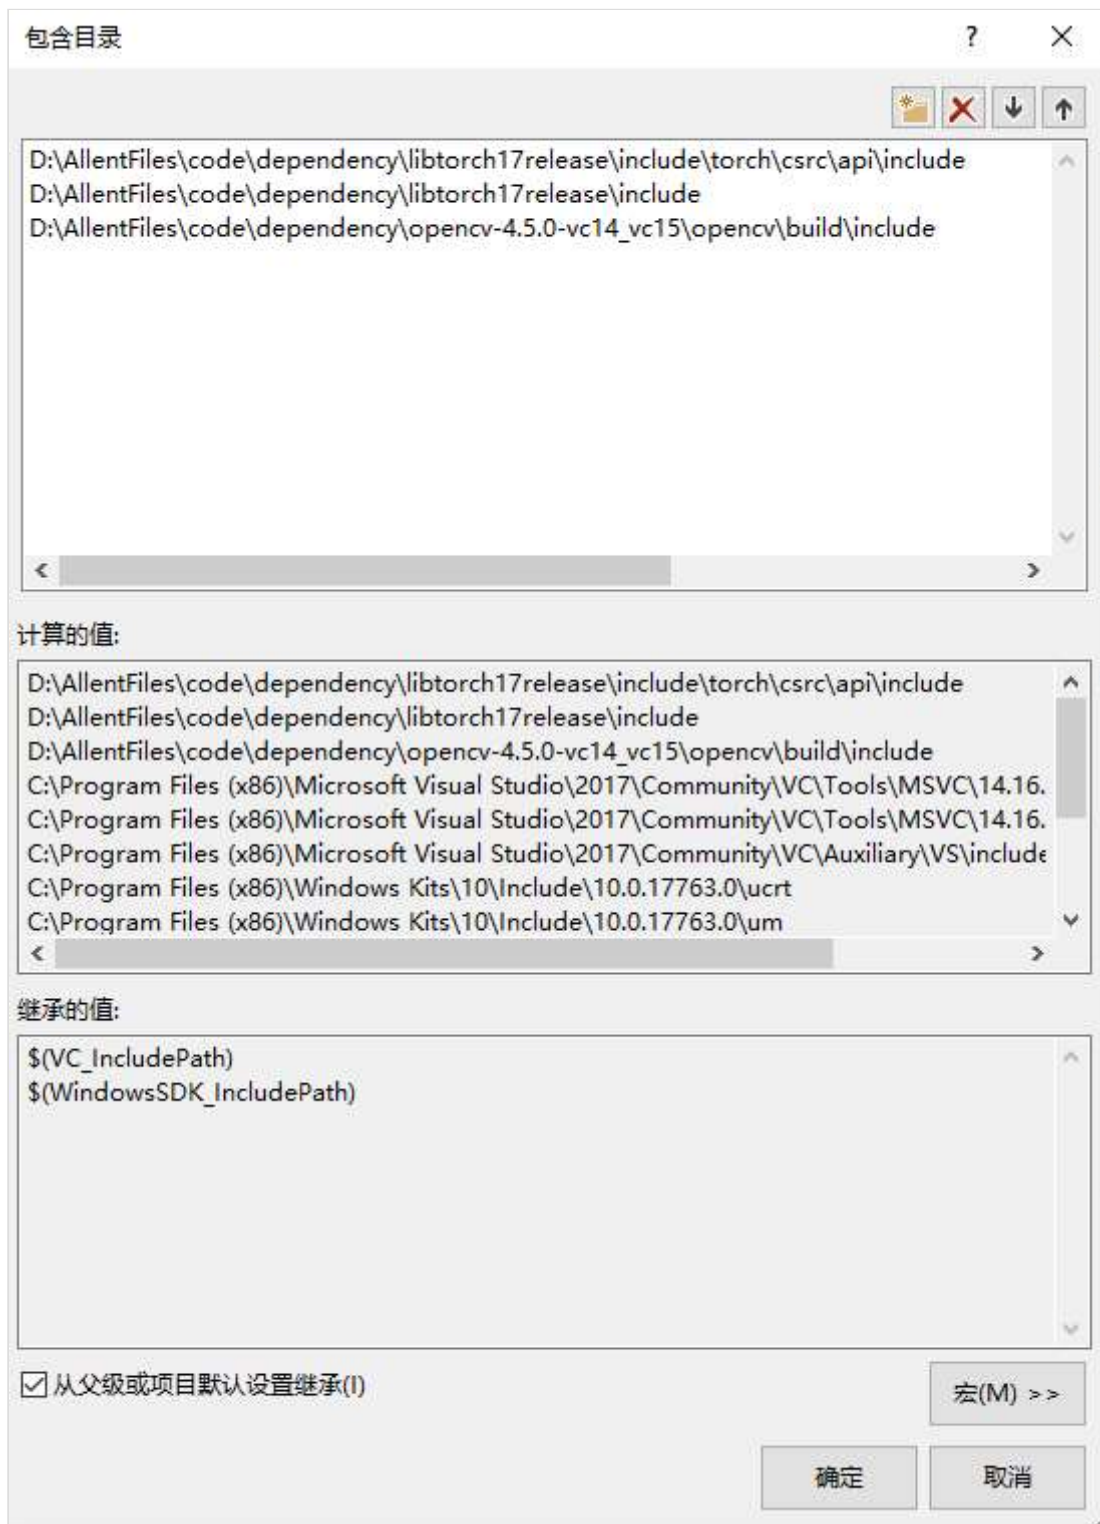 包含目录
?
D:\AllentFiles\code\dependency\libtorch17release\include\torch\csrc\api\include
D:\AllentFiles\code\dependency\libtorch17release\include
D:\AllentFiles\code\dependency\opencv-4.5.0-vc14_vc15\opencv\build\include
计算的值:
D:\AllentFiles\code\dependency\libtorch17release\include\torch\csrc\api\include
D:\AllentFiles\code\dependency\libtorch17release\include
D:\AllentFiles\code\dependency\opencv-4.5.0-vc14_vc15\opencv\build\include
C:\Program Files (x86)\Microsoft Visual Studio\2017\Community\VC\Tools\MSVC\14.16.
C:\Program Files (x86)\Microsoft Visual Studio\2017\Community\VC\Tools\MSVC\14.16.
C:\Program Files (x86)\Microsoft Visual Studio\2017\Community\VC\Auxiliary\VS\include
C:\Program Files (x86)\Windows Kits\10\Include\10.0.17763.0\ucrt
C:\Program Files (x86)\Windows Kits\10\Include\10.0.17763.0\um
继承的值:
$(VC_IncludePath)
$(WindowsSDK_IncludePath)
从父级或项目默认设置继承(I)
宏(M) >>
确定
取消